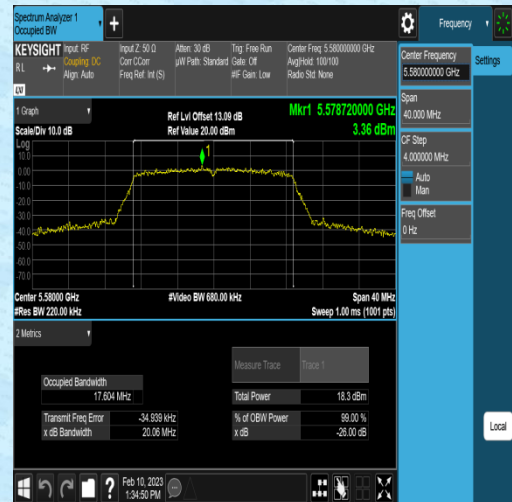 Spectrum Analyzer 1
Occupied BW
Frequency
KEYSIGHT
Input: RF
Input Z: 50 Ω
Atten: 30 dB
Trig: Free Run
Center Freq: 5.580000000 GHz
RL
Coupling: DC
Corr CCorr
µW Path: Standard
Gate: Off
Avg|Hold: 100/100
Align: Auto
Freq Ref: Int (S)
#IF Gain: Low
Radio Std: None
Center Frequency
5.580000000 GHz
Settings
Span
40.000 MHz
CF Step
4.000000 MHz
Auto
Man
Freq Offset
0 Hz
1 Graph
Ref Lvl Offset 13.09 dB
Mkr1 5.578720000 GHz
Scale/Div 10.0 dB
Ref Value 20.00 dBm
3.36 dBm
Log
10.0
0.00
-10.0
-20.0
-30.0
-40.0
-50.0
-60.0
-70.0
1
Center 5.58000 GHz
#Video BW 680.00 kHz
Span 40 MHz
#Res BW 220.00 kHz
Sweep 1.00 ms (1001 pts)
2 Metrics
Measure Trace
Trace 1
Occupied Bandwidth
17.604 MHz
Total Power
18.3 dBm
Transmit Freq Error
-34.939 kHz
% of OBW Power
99.00 %
x dB Bandwidth
20.06 MHz
x dB
-26.00 dB
Local
?
Feb 10, 2023
1:34:50 PM